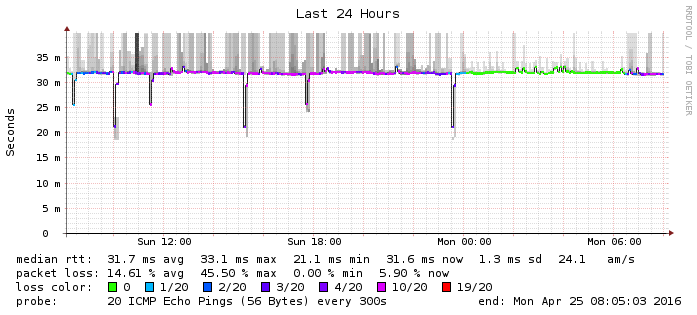 Last 24 Hours
RRDTOOL / TOBI OETIKER
Seconds
35 m
30 m
25 m
20 m
15 m
10 m
5 m
0
Sun 12:00 Sun 18:00 Mon 00:00 Mon 06:00
median rtt: 31.7 ms avg 33.1 ms max 21.1 ms min 31.6 ms now 1.3 ms sd 24.1 am/s
packet loss: 14.61 % avg 45.50 % max 0.00 % min 5.90 % now
loss color: 0 1/20 2/20 3/20 4/20 10/20 19/20
probe: 20 ICMP Echo Pings (56 Bytes) every 300s end: Mon Apr 25 08:05:03 2016